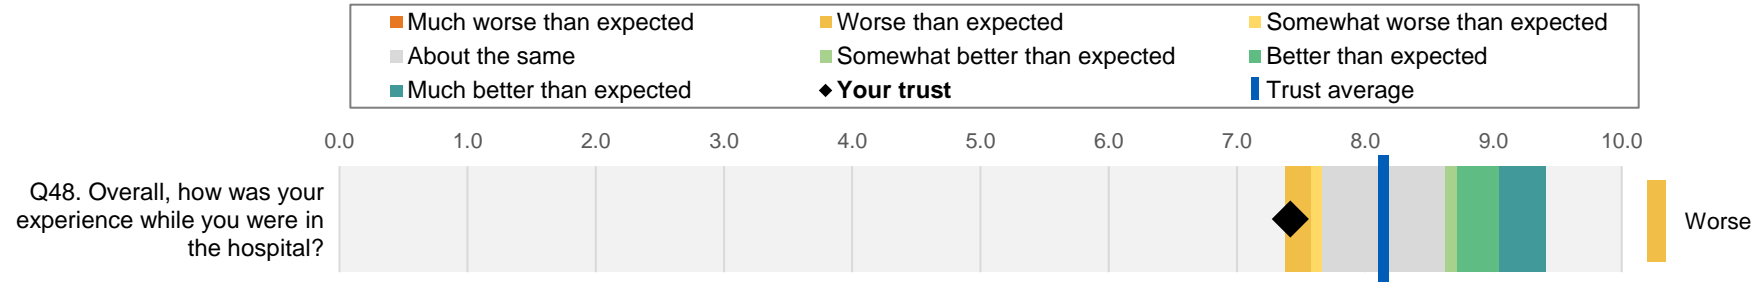 Much worse than expected Worse than expected Somewhat worse than expected
About the same Somewhat better than expected Better than expected
Much better than expected Your trust Trust average
0.0 1.0 2.0 3.0 4.0 5.0 6.0 7.0 8.0 9.0 10.0
Q48. Overall, how was your
experience while you were in
the hospital?
Worse